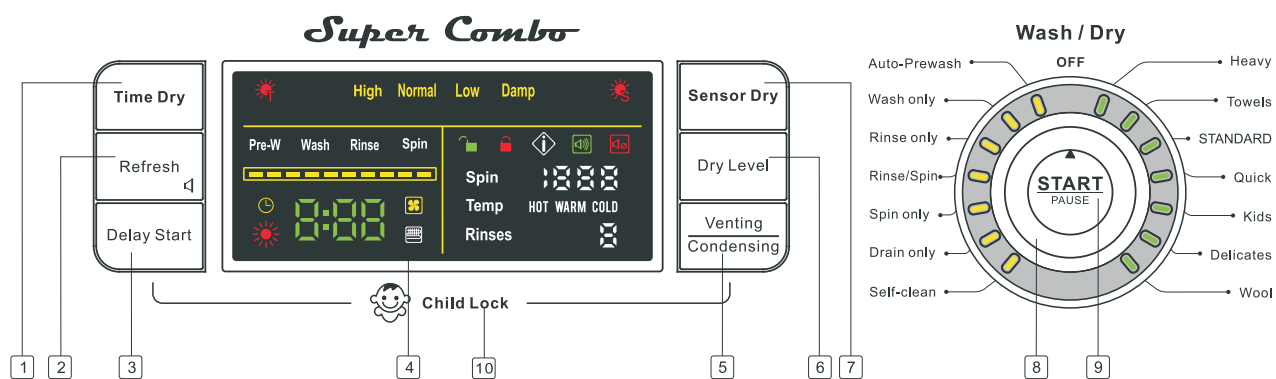 Super Combo
Time Dry
Refresh
Delay Start
High Normal Low Damp
T
S
Pre-W Wash Rinse Spin
Spin 1888
Temp HOT WARM COLD
Rinses 8
8:88
Sensor Dry
Dry Level
Venting
Condensing
Child Lock
Wash / Dry
OFF
Auto-Prewash
Wash only
Rinse only
Rinse/Spin
Spin only
Drain only
Self-clean
Heavy
Towels
STANDARD
Quick
Kids
Delicates
Wool
START
PAUSE
1
2
3
4
10
5
6
7
8
9